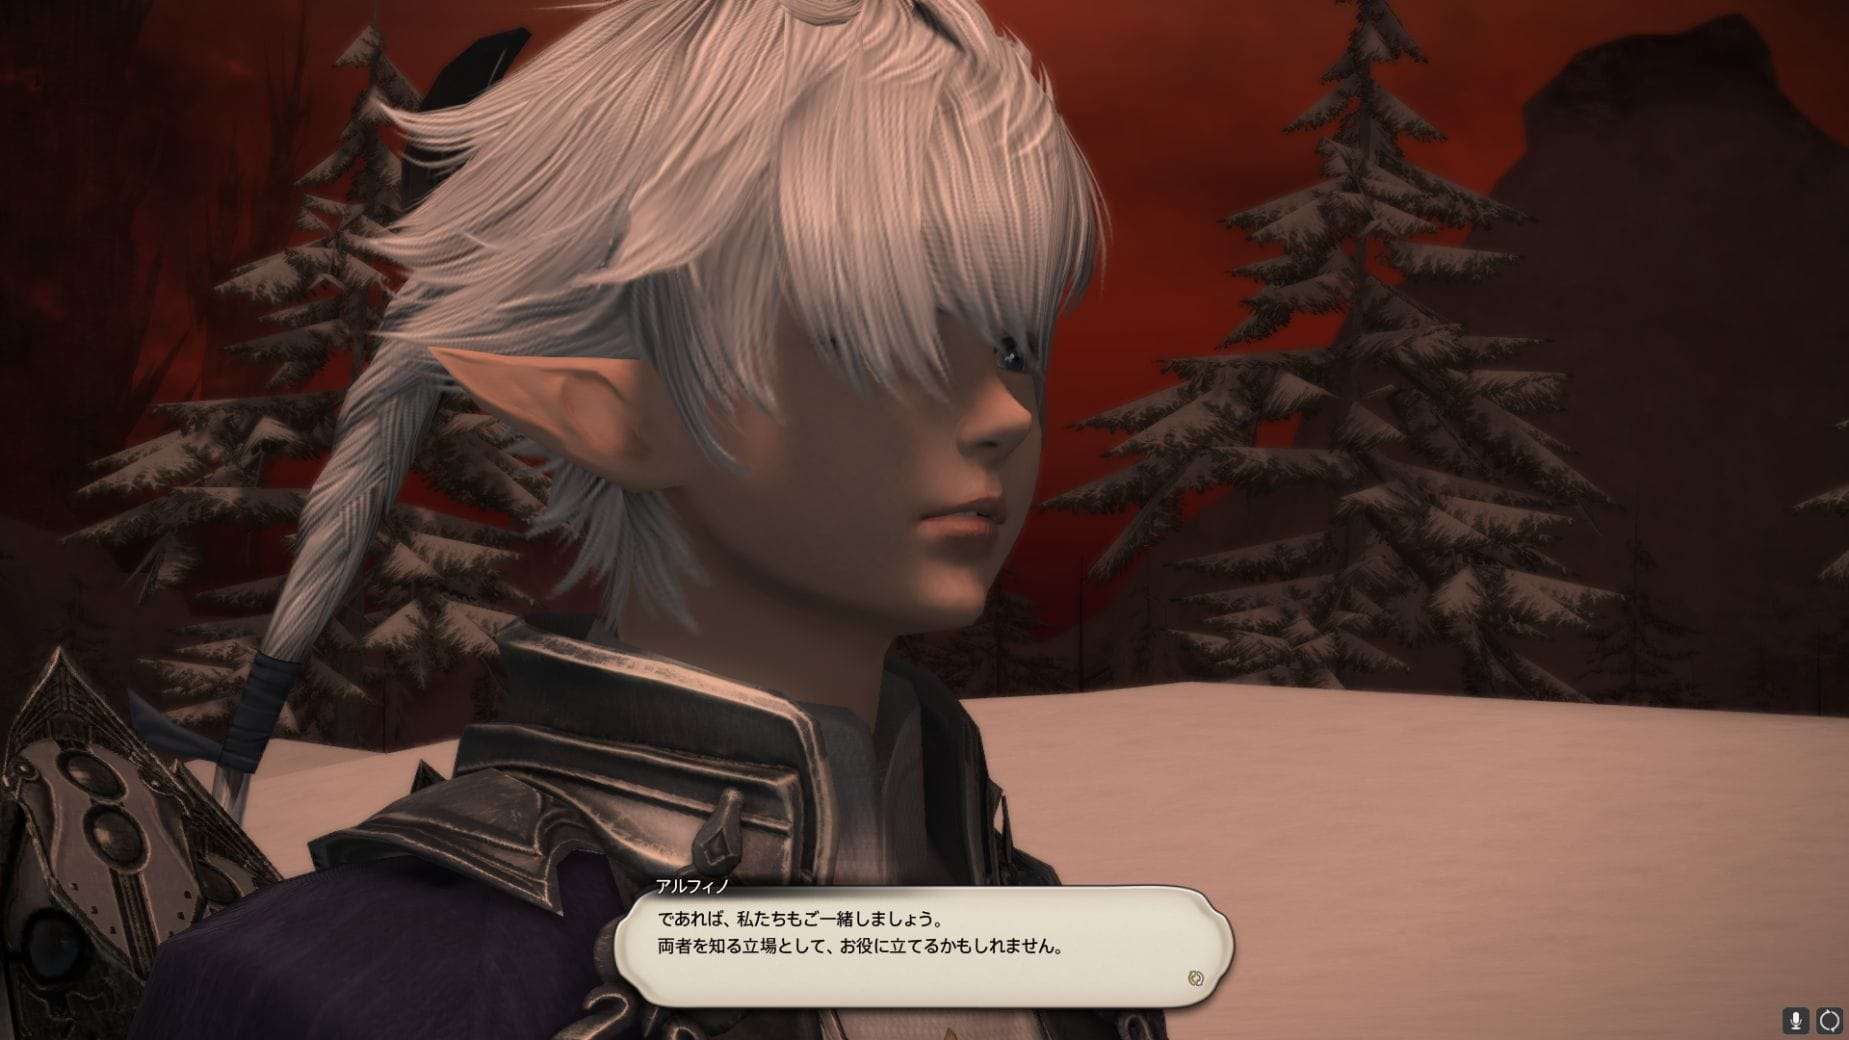 アルフィノ
であれば、私たちもご一緒しましょう。
両者を知る立場として、お役に立てるかもしれません。